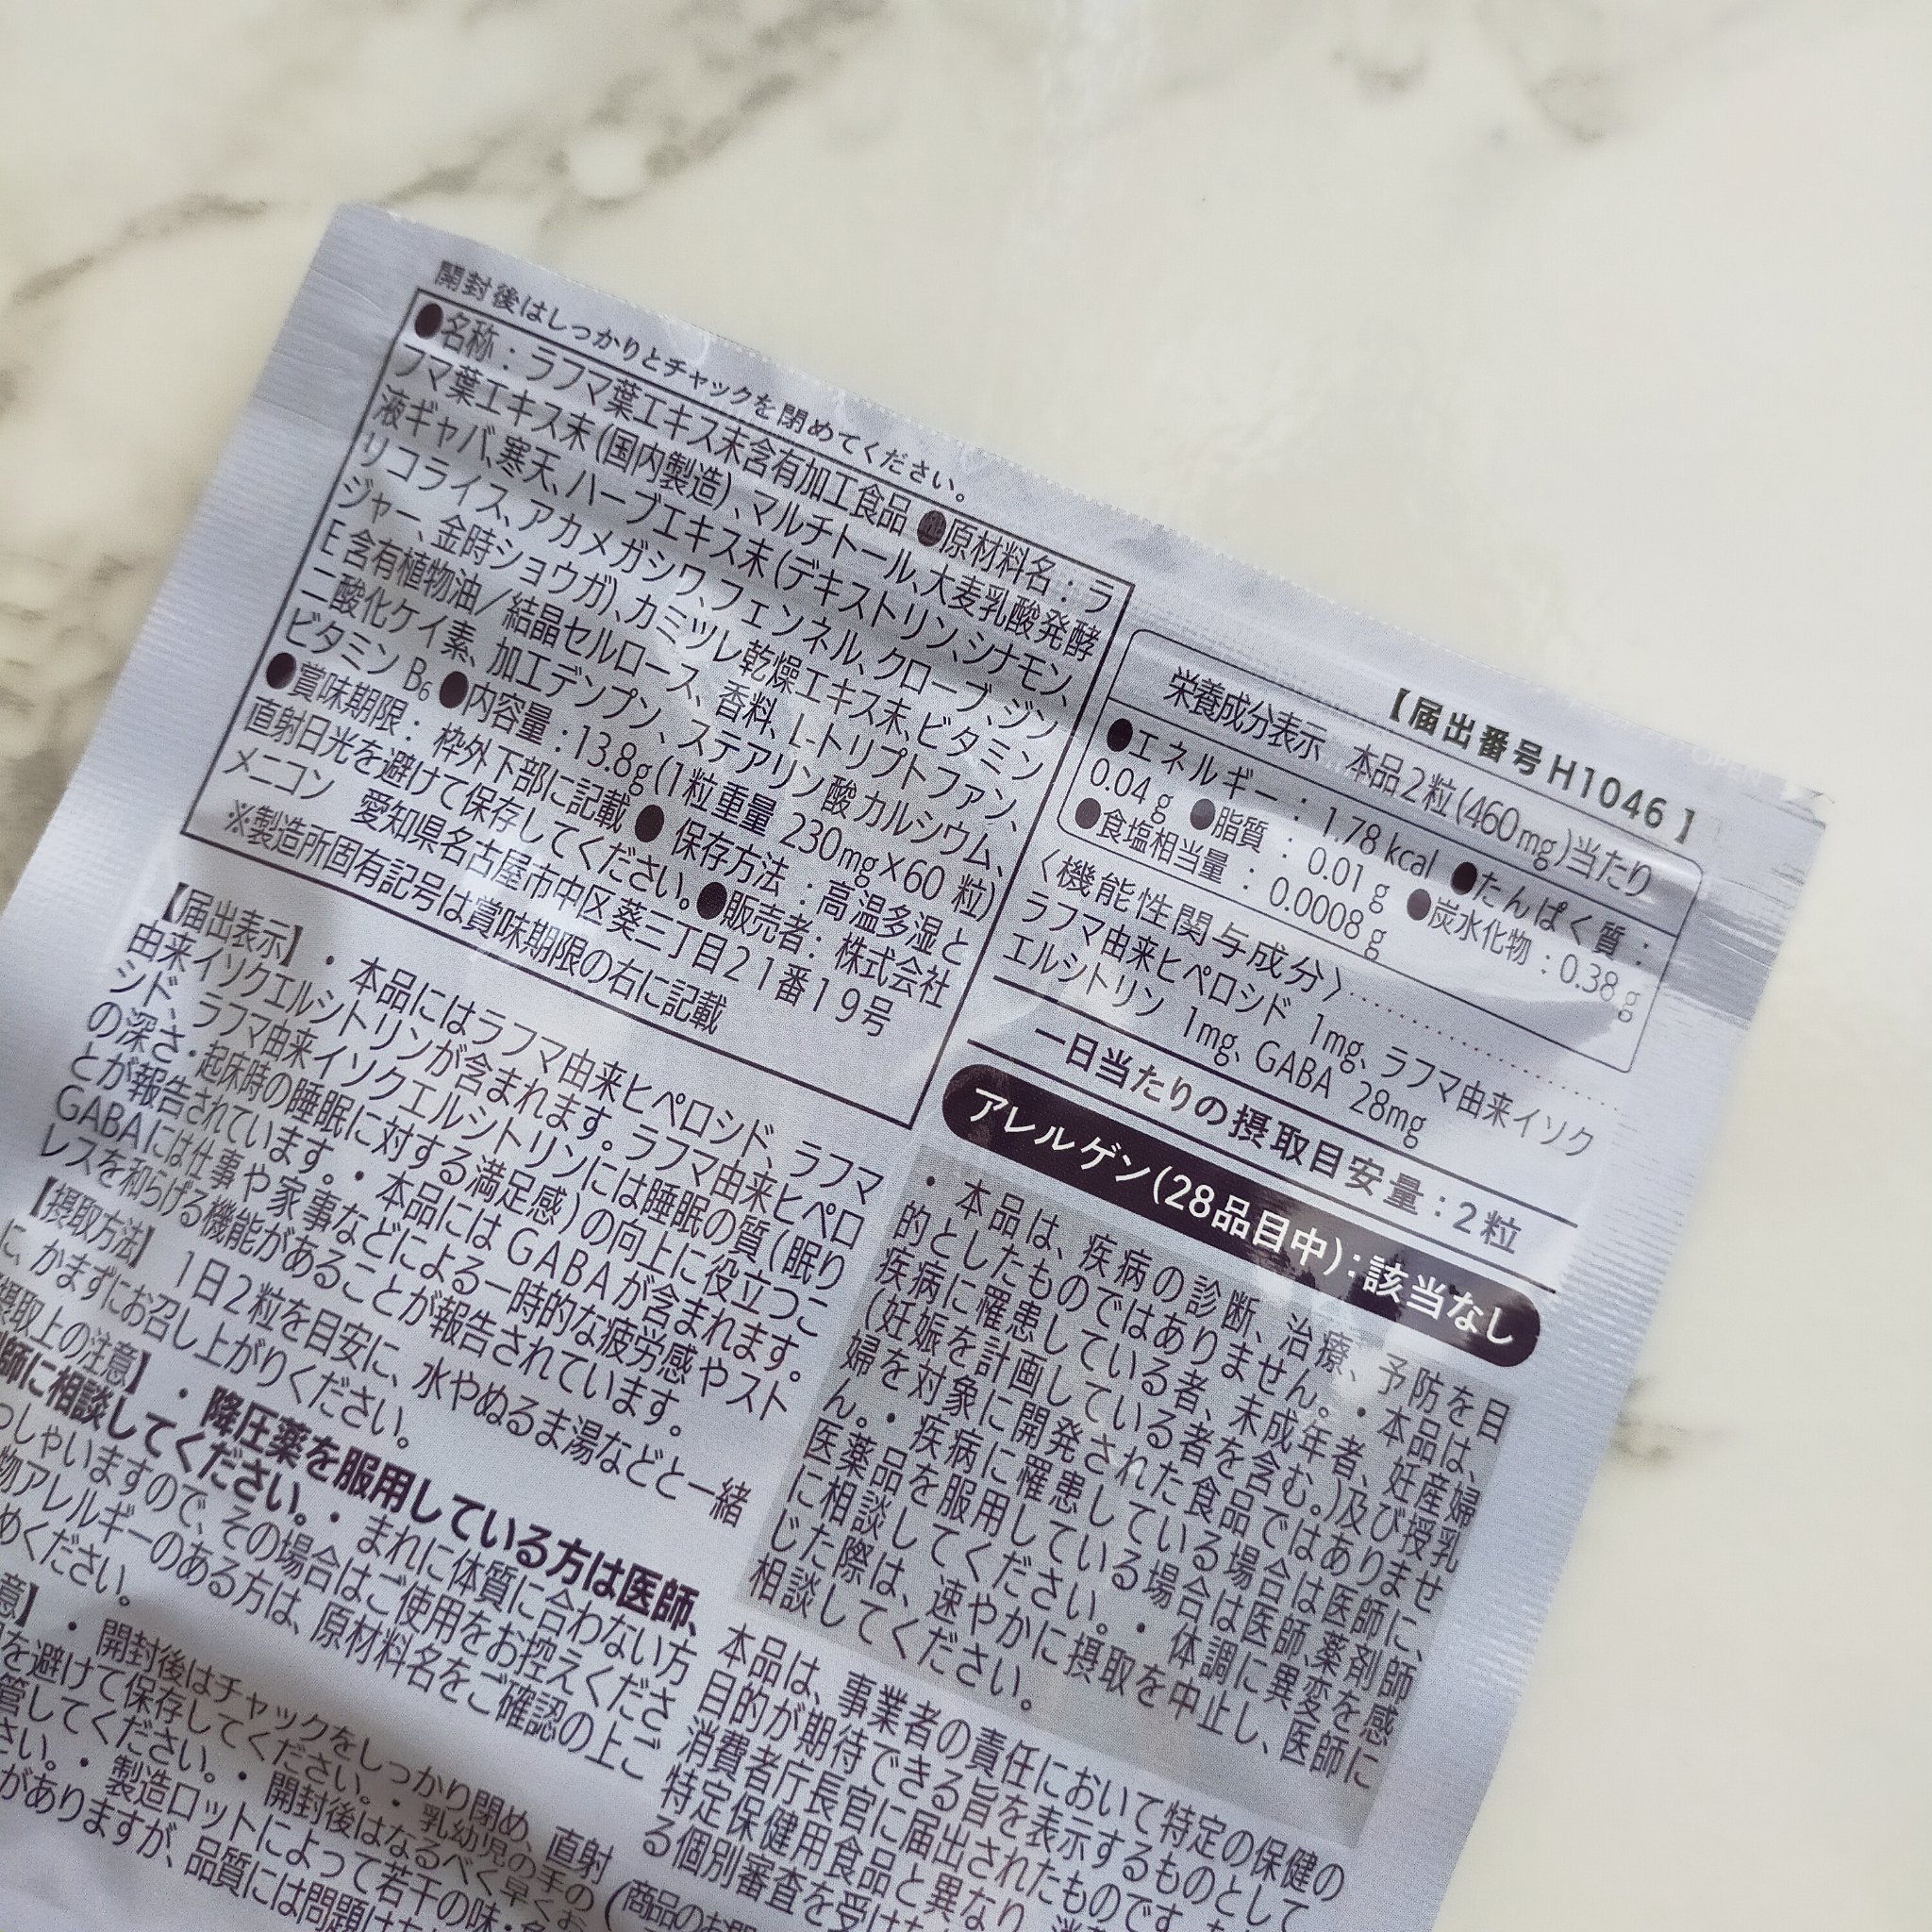 開封後はしっかりとチャックを閉めてください。
●名称：ラフマ葉エキス末含有加工食品 ●原材料名：ラ
フマ葉エキス末（国内製造）、マルチトール、大麦乳酸発酵
液ギャバ、寒天、ハーブエキス末（デキストリン、シナモン、
リコライス、アカメガシワ、フェンネル、クローブ、ジン
ジャー、金時ショウガ）、カミツレ乾燥エキス末、ビタミン
E含有植物油／結晶セルロース、香料、L-トリプトファン、
二酸化ケイ素、加工デンプン、ステアリン酸カルシウム、
ビタミンB6 ●内容量：13.8g（1粒重量 230mg×60 粒）
●賞味期限：枠外下部に記載 ●保存方法：高温多湿と
直射日光を避けて保存してください。●販売者：株式会社
メニコン 愛知県名古屋市中区葵三丁目２１番１９号
※製造所固有記号は賞味期限の右に記載
【届出表示】・本品にはラフマ由来ヒペロシド、ラフマ
由来イソクエルシトリンが含まれます。ラフマ由来ヒペロ
シド、ラフマ由来イソクエルシトリンには睡眠の質（眠り
の深さ・起床時の睡眠に対する満足感）の向上に役立つこ
とが報告されています。・本品にはGABAが含まれます。
GABAには仕事や家事などによる一時的な疲労感やスト
レスを和らげる機能があることが報告されています。
【摂取方法】 1日2粒を目安に、水やぬるま湯などと一緒
に、かまずにお召し上がりください。
摂取上の注意】・降圧薬を服用している方は医師、
師に相談してください。・まれに体質に合わない方
っしゃいますので、その場合はご使用をお控えくださ
物アレルギーのある方は、原材料名をご確認の上ご
めください。
意】・開封後はチャックをしっかり閉め、直射
を避けて保存してください。・乳幼児の手の
管してください。・開封後はなるべく早くお
さい。・製造ロットによって若干の味・
がありますが、品質には問題
OPEN
【届出番号H1046】
栄養成分表示 本品２粒（460mg）当たり
●エネルギー：1.78 kcal ●たんぱく質：
0.04 g ●脂質：0.01 g ●炭水化物：0.38 g
●食塩相当量：0.0008 g
〈機能性関与成分〉
ラフマ由来ヒペロシド 1mg、ラフマ由来イソク
エルシトリン 1mg、GABA 28mg
一日当たりの摂取目安量：2 粒
アレルゲン（28品目中）：該当なし
・本品は、疾病の診断、治療、予防を目
的としたものではありません。・本品は、
疾病に罹患している者、未成年者、妊産婦
（妊娠を計画している者を含む。）及び授乳
婦を対象に開発された食品ではありませ
ん。・疾病に罹患している場合は医師に、
医薬品を服用している場合は医師、薬剤師
に相談してください。・体調に異変を感
じた際は、速やかに摂取を中止し、医師に
相談してください。
本品は、事業者の責任において特定の保健の
目的が期待できる旨を表示するものとして
消費者庁長官に届出されたものです。
特定保健用食品と異なり、
る個別審査を受け